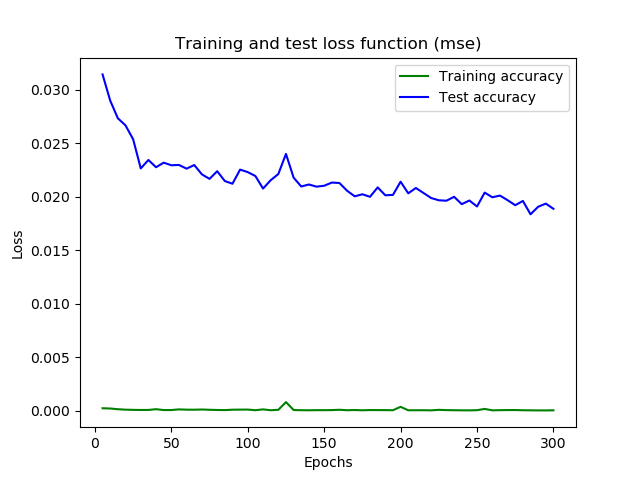 Training and test loss function (mse)
Training accuracy
Test accuracy
0.030
0.025
0.020
0.015
0.010
0.005
0.000
Loss
0
50
100
150
200
250
300
Epochs